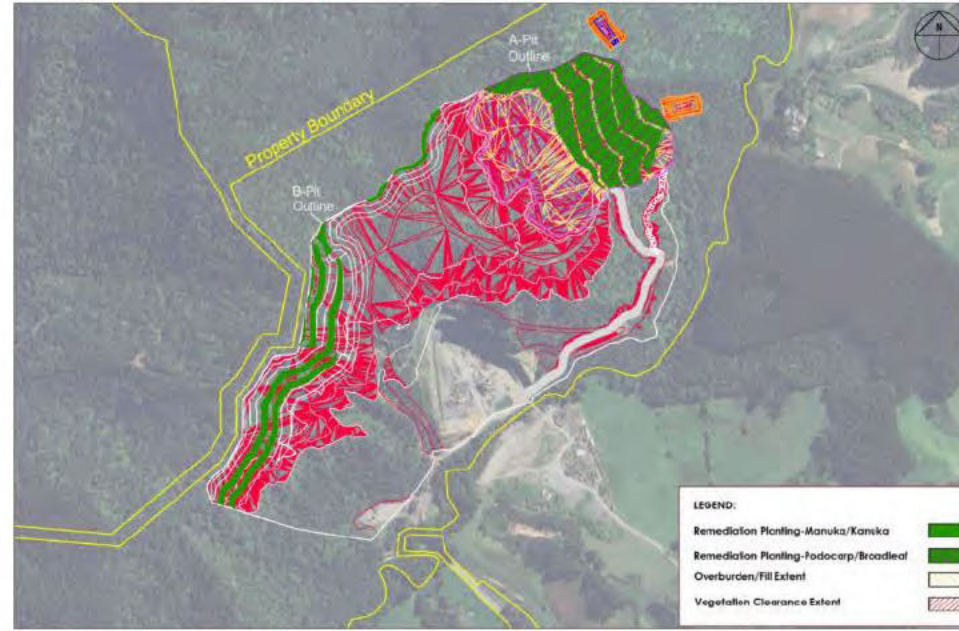 N
A-Pit
Outline
Property Boundary
B-Pit
Outline
LEGEND:
Remediation Planting-Manuka/Kanuka
Remediation Planting-Podocarp/Broadleaf
Overburden/Fill Extent
Vegetation Clearance Extent